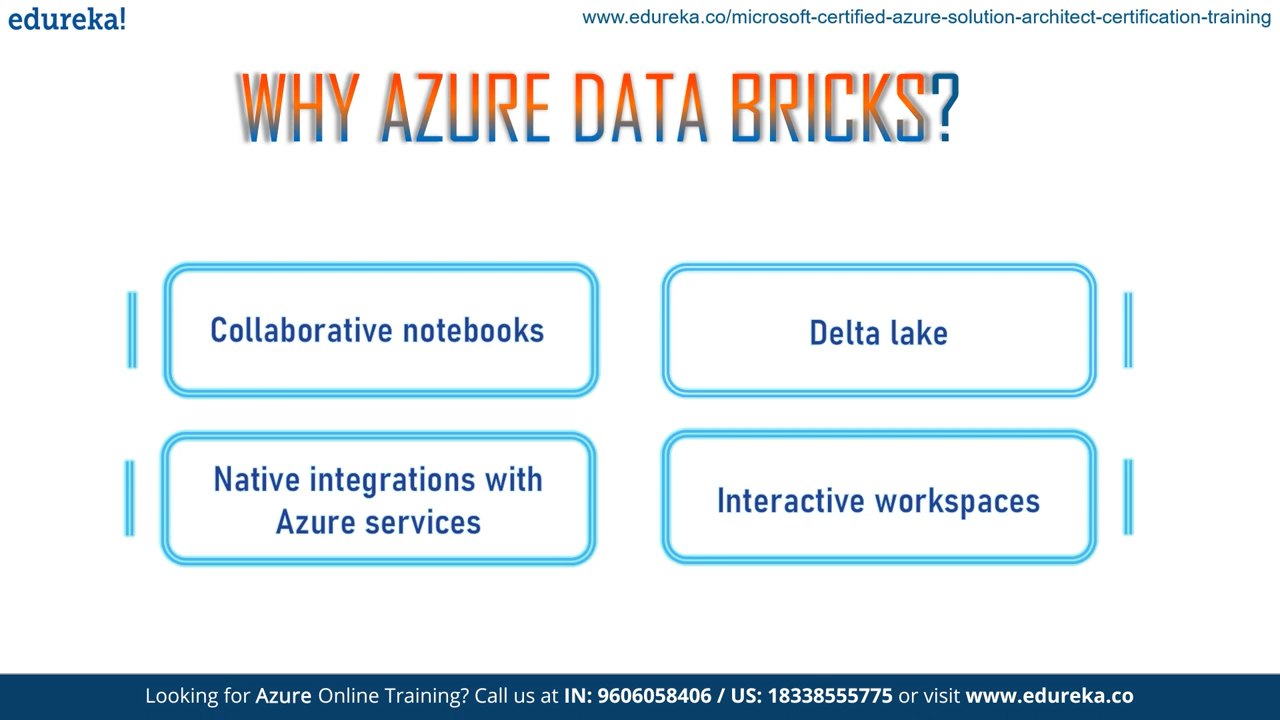 edureka!
www.edureka.co/microsoft-certified-azure-solution-architect-certification-training
WHY AZURE DATA BRICKS?
Collaborative notebooks
Delta lake
Native integrations with
Azure services
Interactive workspaces
Looking for Azure Online Training? Call us at IN: 9606058406 / US: 18338555775 or visit www.edureka.co